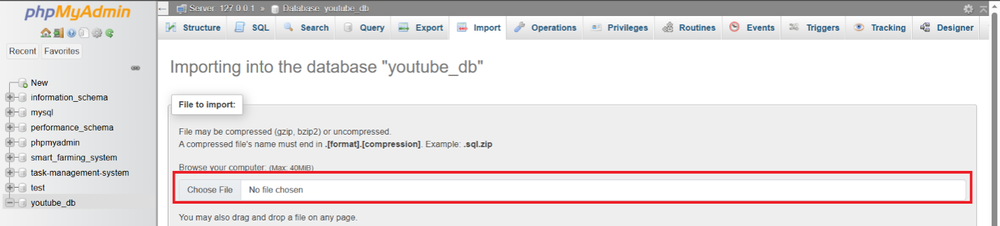 phpMyAdmin
Recent Favorites
New
information_schema
mysql
performance_schema
phpmyadmin
smart_farming_system
task-management-system
test
youtube_db
Server: 127.0.0.1 » Database: youtube_db
Structure SQL Search Query Export Import Operations Privileges Routines Events Triggers Tracking Designer
Importing into the database "youtube_db"
File to import:
File may be compressed (gzip, bzip2) or uncompressed.
A compressed file's name must end in .[format].[compression]. Example: .sql.zip
Browse your computer: (Max: 40MiB)
Choose File No file chosen
You may also drag and drop a file on any page.